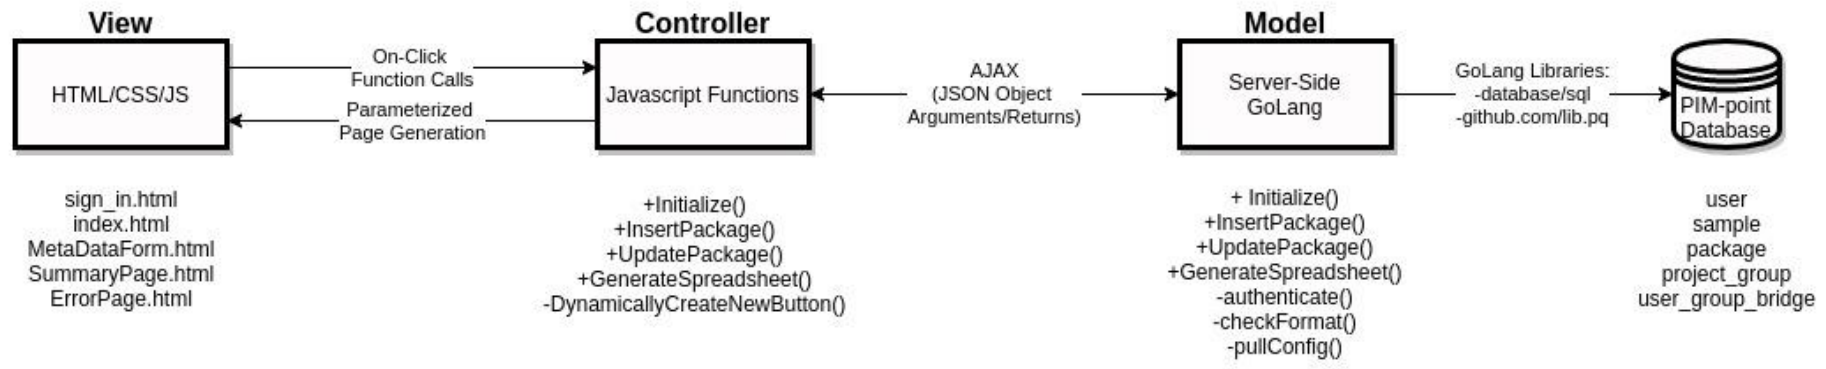 View
HTML/CSS/JS
sign_in.html
index.html
MetaDataForm.html
SummaryPage.html
ErrorPage.html
On-Click
Function Calls
Parameterized
Page Generation
Controller
Javascript Functions
+Initialize()
+InsertPackage()
+UpdatePackage()
+GenerateSpreadsheet()
-DynamicallyCreateNewButton()
AJAX
(JSON Object
Arguments/Returns)
Model
Server-Side
GoLang
+ Initialize()
+InsertPackage()
+UpdatePackage()
+GenerateSpreadsheet()
-authenticate()
-checkFormat()
-pullConfig()
GoLang Libraries:
-database/sql
-github.com/lib.pq
PIM-point
Database
user
sample
package
project_group
user_group_bridge